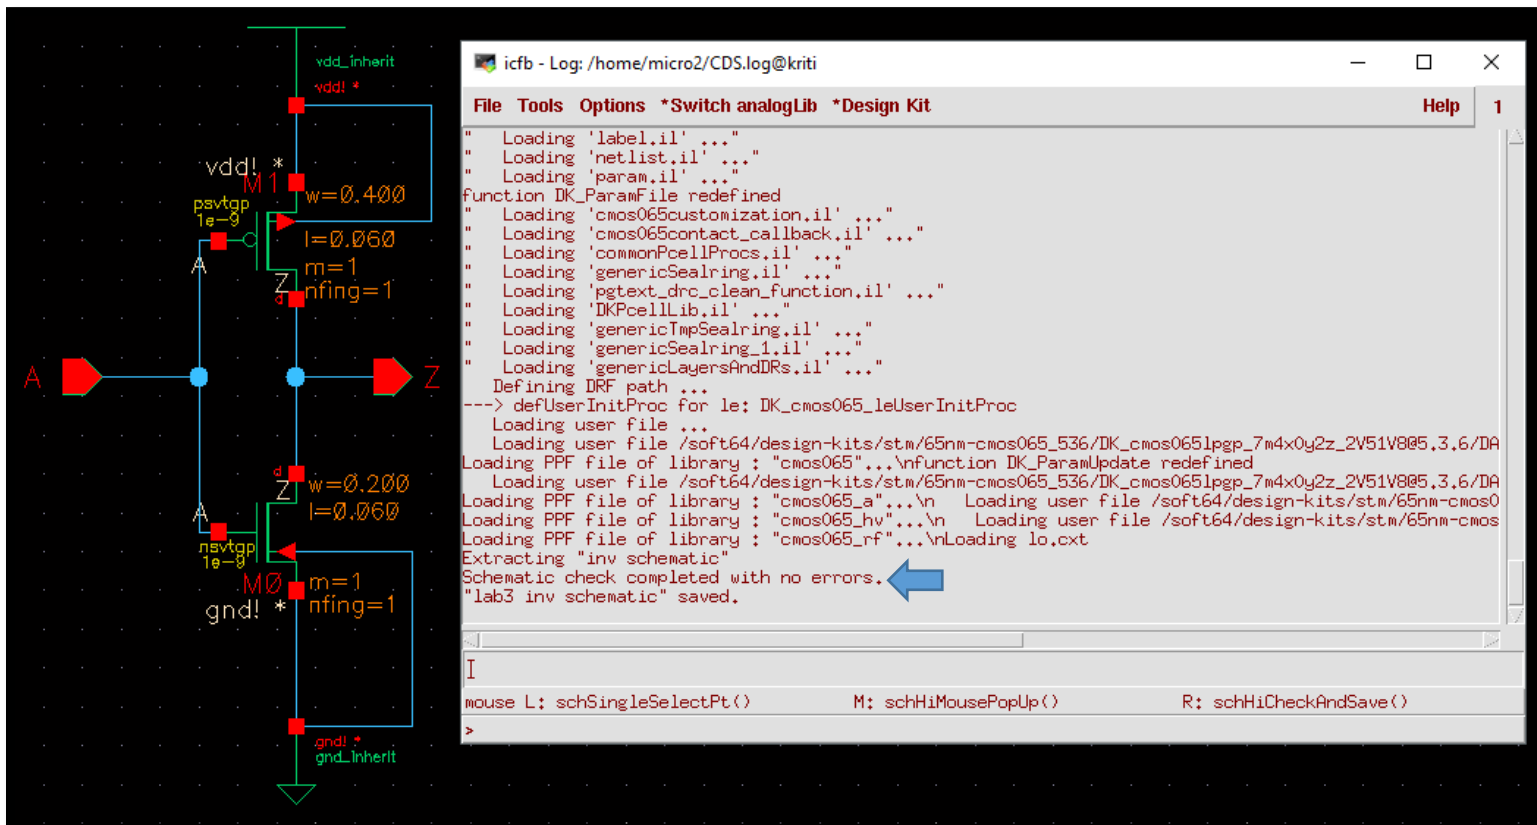 vdd_inherit
vdd! *
vdd! *
M1
w=0.400
psvtgp
1e-9
l=0.060
A
m=1
Z
d
nfing=1
A
Z
d
Z
w=0.200
A
l=0.060
nsvtgp
1e-9
M0
m=1
gnd! *
nfing=1
gnd! *
gnd_inherit
icfb - Log: /home/micro2/CDS.log@kriti
File Tools Options *Switch analogLib *Design Kit Help 1
"   Loading 'label.il' ..."
"   Loading 'netlist.il' ..."
"   Loading 'param.il' ..."
function DK_ParamFile redefined
"   Loading 'cmos065customization.il' ..."
"   Loading 'cmos065contact_callback.il' ..."
"   Loading 'commonPcellProcs.il' ..."
"   Loading 'genericSealring.il' ..."
"   Loading 'pgtext_drc_clean_function.il' ..."
"   Loading 'DKPcellLib.il' ..."
"   Loading 'genericTmpSealring.il' ..."
"   Loading 'genericSealring_1.il' ..."
"   Loading 'genericLayersAndDRs.il' ..."
Defining DRF path ...
---> defUserInitProc for le: DK_cmos065_leUserInitProc
Loading user file ...
Loading user file /soft64/design-kits/stm/65nm-cmos065_536/DK_cmos065lpgp_7m4x0y2z_2V51V8@5.3.6/DA
Loading PPF file of library : "cmos065"...\nfunction DK_ParamUpdate redefined
Loading user file /soft64/design-kits/stm/65nm-cmos065_536/DK_cmos065lpgp_7m4x0y2z_2V51V8@5.3.6/DA
Loading PPF file of library : "cmos065_a"...\n   Loading user file /soft64/design-kits/stm/65nm-cmos0
Loading PPF file of library : "cmos065_hv"...\n   Loading user file /soft64/design-kits/stm/65nm-cmos
Loading PPF file of library : "cmos065_rf"...\nLoading lo.cxt
Extracting "inv schematic"
Schematic check completed with no errors.
"lab3 inv schematic" saved.
mouse L: schSingleSelectPt() M: schHiMousePopUp() R: schHiCheckAndSave()
>